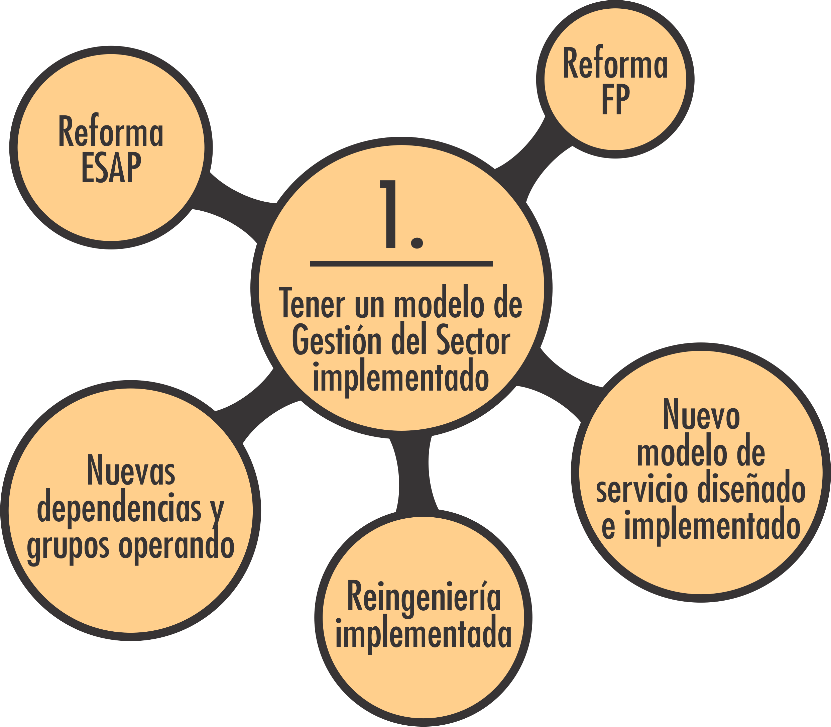 Reforma
FP
Reforma
ESAP
1.
Tener un modelo de
Gestión del Sector
implementado
Nuevo
modelo de
servicio diseñado
e implementado
Nuevas
dependencias y
grupos operando
Reingeniería
implementada